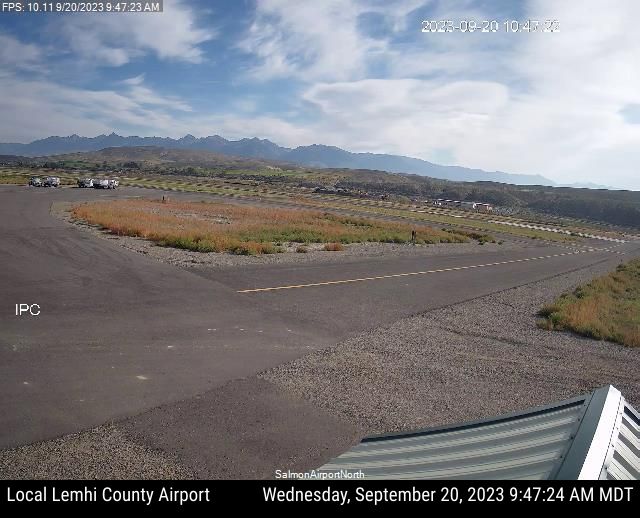 FPS: 10.11 9/20/2023 9:47:23 AM
2023-09-20 10:47:22
IPC
SalmonAirportNorth
Local Lemhi County Airport Wednesday, September 20, 2023 9:47:24 AM MDT